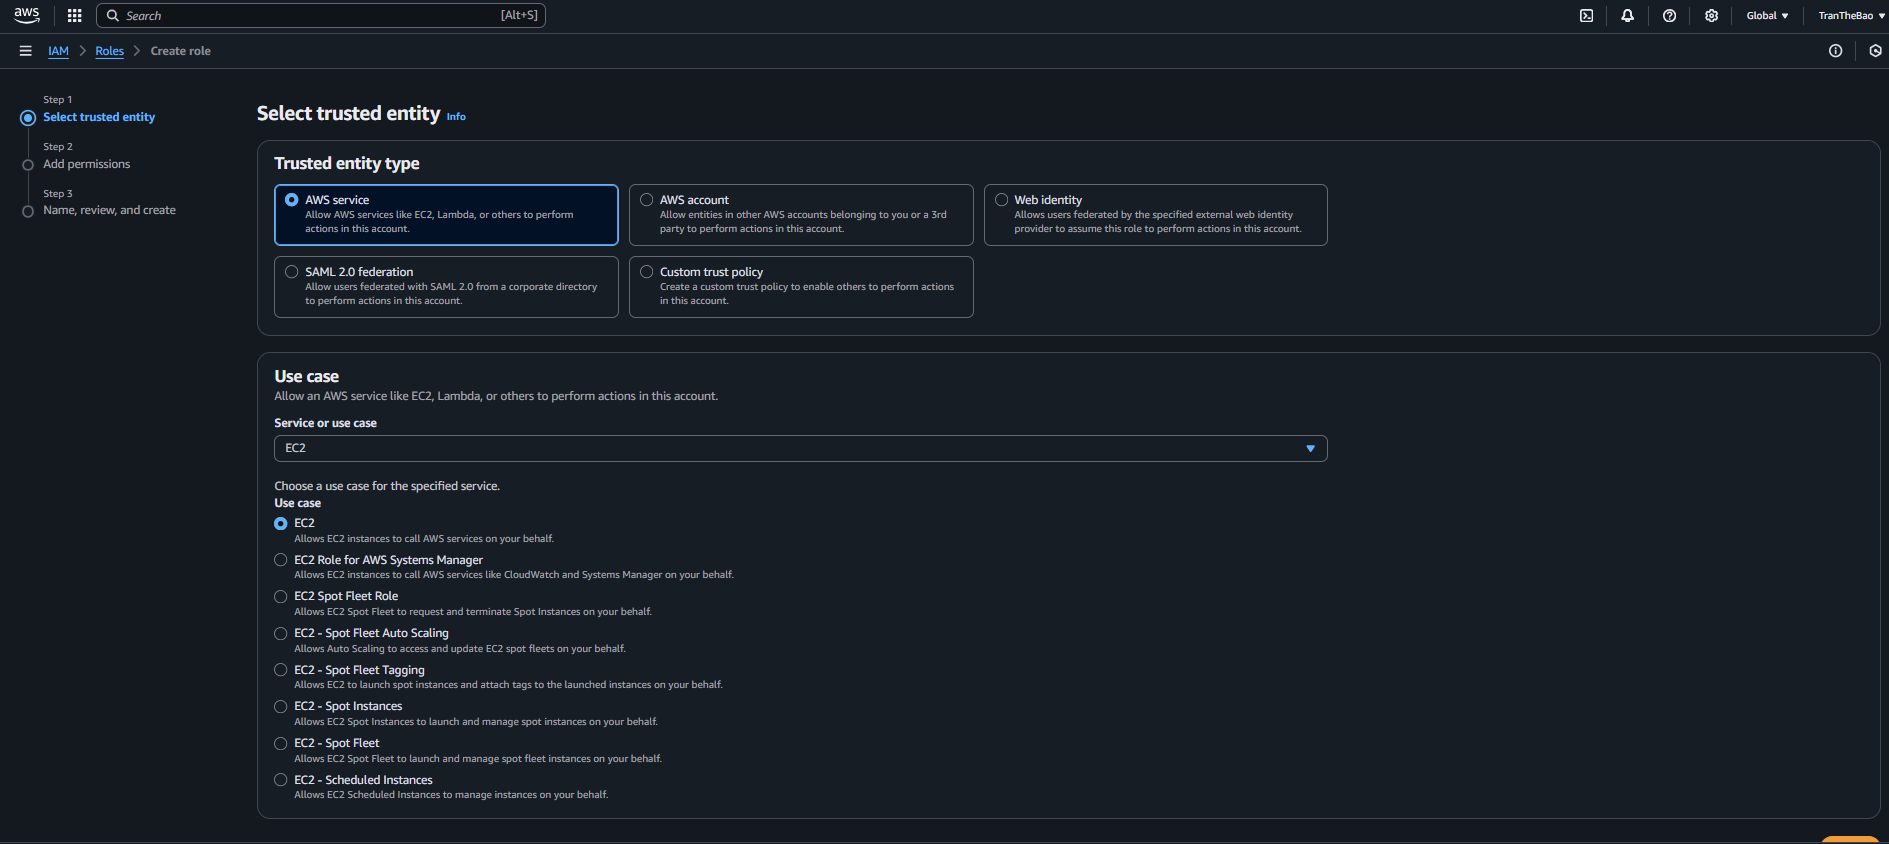 aws
Search
[Alt+S]
Global
TranTheBao
IAM
Roles
Create role
Step 1
Select trusted entity
Step 2
Add permissions
Step 3
Name, review, and create
Select trusted entity Info
Trusted entity type
AWS service
Allow AWS services like EC2, Lambda, or others to perform
actions in this account.
AWS account
Allow entities in other AWS accounts belonging to you or a 3rd
party to perform actions in this account.
Web identity
Allows users federated by the specified external web identity
provider to assume this role to perform actions in this account.
SAML 2.0 federation
Allow users federated with SAML 2.0 from a corporate directory
to perform actions in this account.
Custom trust policy
Create a custom trust policy to enable others to perform actions
in this account.
Use case
Allow an AWS service like EC2, Lambda, or others to perform actions in this account.
Service or use case
EC2
Choose a use case for the specified service.
Use case
EC2
Allows EC2 instances to call AWS services on your behalf.
EC2 Role for AWS Systems Manager
Allows EC2 instances to call AWS services like CloudWatch and Systems Manager on your behalf.
EC2 Spot Fleet Role
Allows EC2 Spot Fleet to request and terminate Spot Instances on your behalf.
EC2 - Spot Fleet Auto Scaling
Allows Auto Scaling to access and update EC2 spot fleets on your behalf.
EC2 - Spot Fleet Tagging
Allows EC2 to launch spot instances and attach tags to the launched instances on your behalf.
EC2 - Spot Instances
Allows EC2 Spot Instances to launch and manage spot instances on your behalf.
EC2 - Spot Fleet
Allows EC2 Spot Fleet to launch and manage spot fleet instances on your behalf.
EC2 - Scheduled Instances
Allows EC2 Scheduled Instances to manage instances on your behalf.